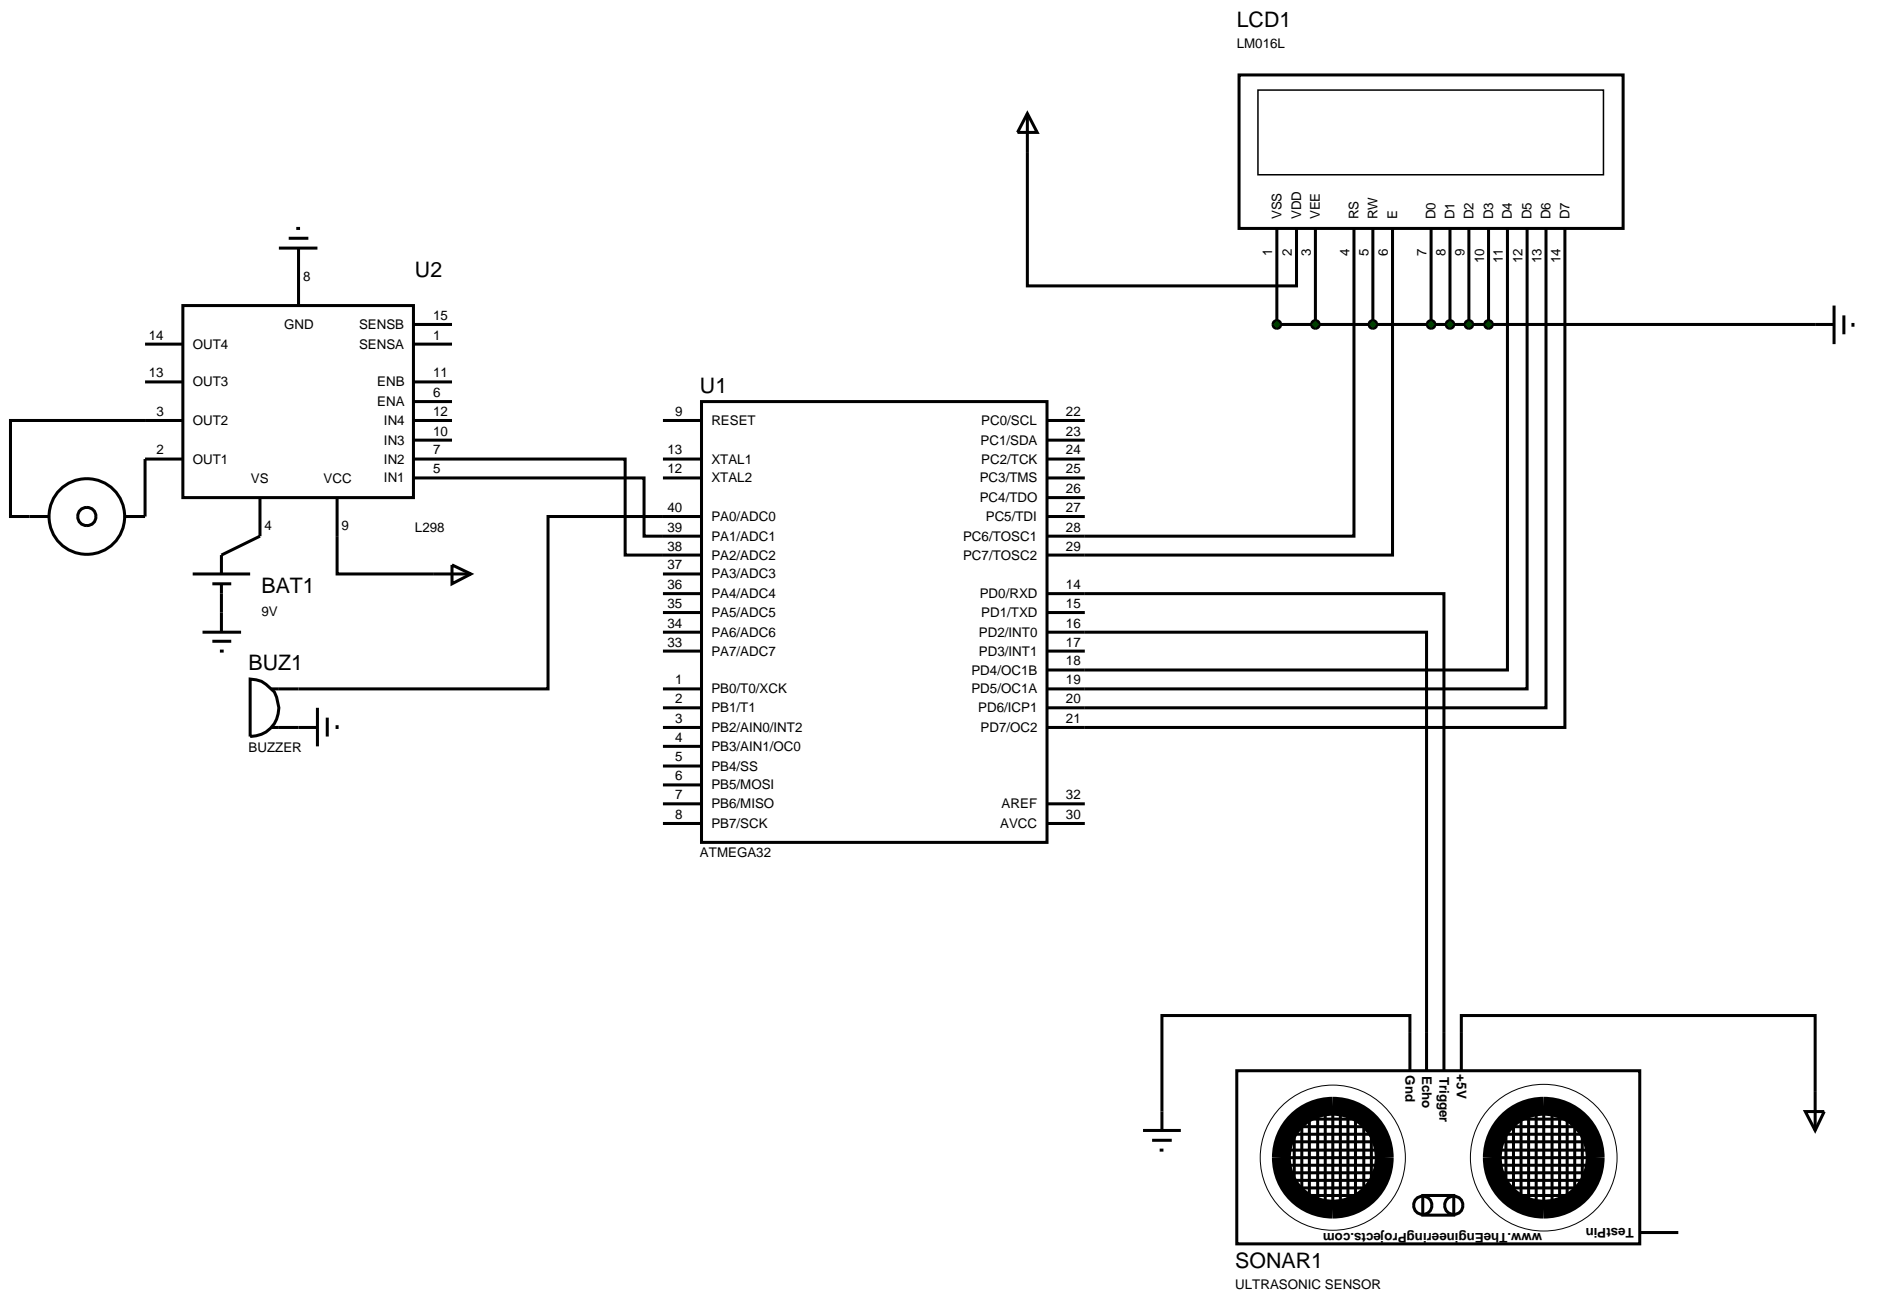 LCD1
LM016L
VSS
VDD
VEE
RS
RW
E
D0
D1
D2
D3
D4
D5
D6
D7
1
2
3
4
5
6
7
8
9
10
11
12
13
14
U2
8
GND
14 OUT4
13 OUT3
3 OUT2
2 OUT1
SENSB 15
SENSA 1
ENB 11
ENA 6
IN4 12
IN3 10
IN2 7
IN1 5
VS
VCC
4
9
L298
BAT1
9V
BUZ1
BUZZER
U1
9 RESET
13 XTAL1
12 XTAL2
40 PA0/ADC0
39 PA1/ADC1
38 PA2/ADC2
37 PA3/ADC3
36 PA4/ADC4
35 PA5/ADC5
34 PA6/ADC6
33 PA7/ADC7
1 PB0/T0/XCK
2 PB1/T1
3 PB2/AIN0/INT2
4 PB3/AIN1/OC0
5 PB4/SS
6 PB5/MOSI
7 PB6/MISO
8 PB7/SCK
PC0/SCL 22
PC1/SDA 23
PC2/TCK 24
PC3/TMS 25
PC4/TDO 26
PC5/TDI 27
PC6/TOSC1 28
PC7/TOSC2 29
PD0/RXD 14
PD1/TXD 15
PD2/INT0 16
PD3/INT1 17
PD4/OC1B 18
PD5/OC1A 19
PD6/ICP1 20
PD7/OC2 21
AREF 32
AVCC 30
ATMEGA32
Gnd
Echo
Trigger
+5V
TestPin
www.TheEngineeringProjects.com
SONAR1
ULTRASONIC SENSOR